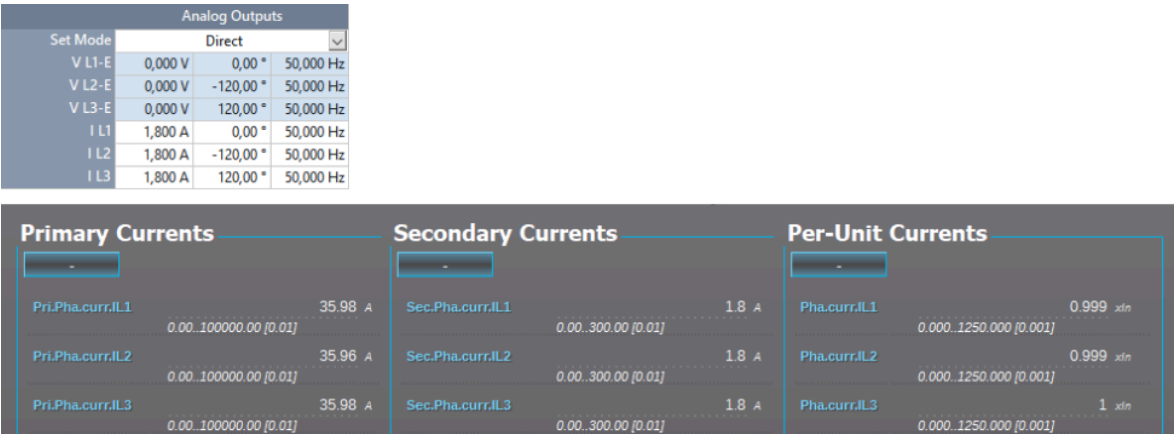 Analog Outputs
Set Mode Direct
V L1-E 0,000 V 0,00 ° 50,000 Hz
V L2-E 0,000 V -120,00 ° 50,000 Hz
V L3-E 0,000 V 120,00 ° 50,000 Hz
I L1 1,800 A 0,00 ° 50,000 Hz
I L2 1,800 A -120,00 ° 50,000 Hz
I L3 1,800 A 120,00 ° 50,000 Hz
Primary Currents Secondary Currents Per-Unit Currents
- - -
Pri.Pha.curr.IL1 35.98 A Sec.Pha.curr.IL1 1.8 A Pha.curr.IL1 0.999 xIn
0.00..100000.00 [0.01] 0.00..300.00 [0.01] 0.000..1250.000 [0.001]
Pri.Pha.curr.IL2 35.96 A Sec.Pha.curr.IL2 1.8 A Pha.curr.IL2 0.999 xIn
0.00..100000.00 [0.01] 0.00..300.00 [0.01] 0.000..1250.000 [0.001]
Pri.Pha.curr.IL3 35.98 A Sec.Pha.curr.IL3 1.8 A Pha.curr.IL3 1 xIn
0.00..100000.00 [0.01] 0.00..300.00 [0.01] 0.000..1250.000 [0.001]